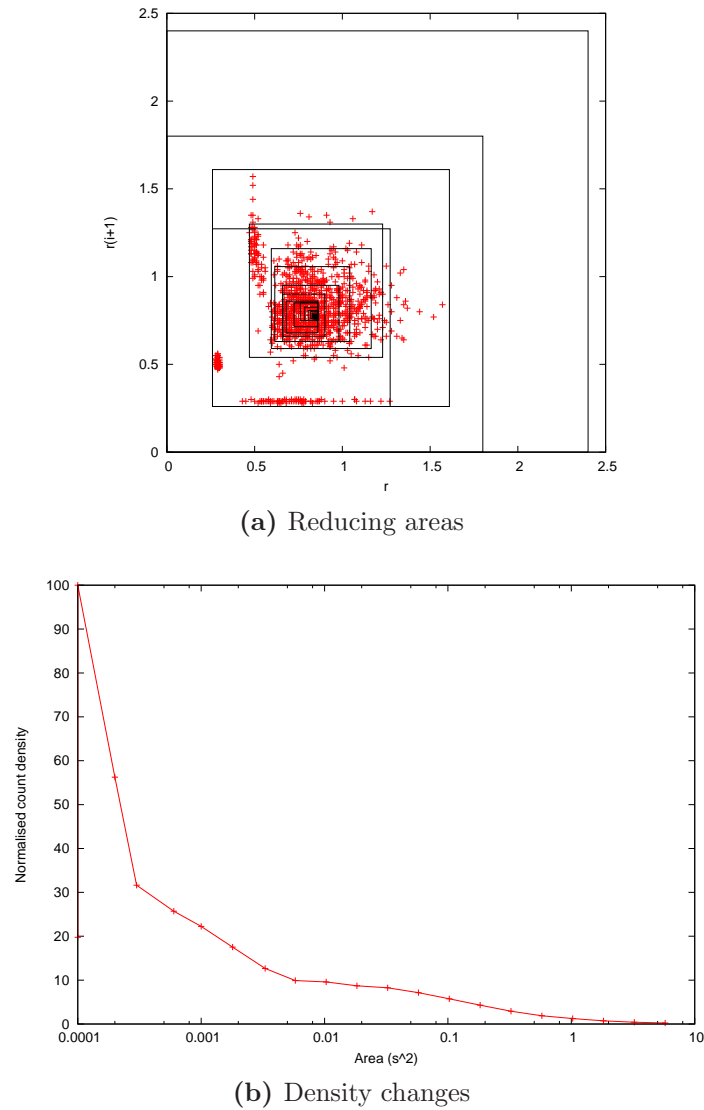 2.5
2
1.5
1
0.5
0
r(i+1)
0 0.5 1 1.5 2 2.5
r
(a) Reducing areas
100
90
80
70
60
50
40
30
20
10
0
Normalised count density
0.0001 0.001 0.01 0.1 1 10
Area (s^2)
(b) Density changes